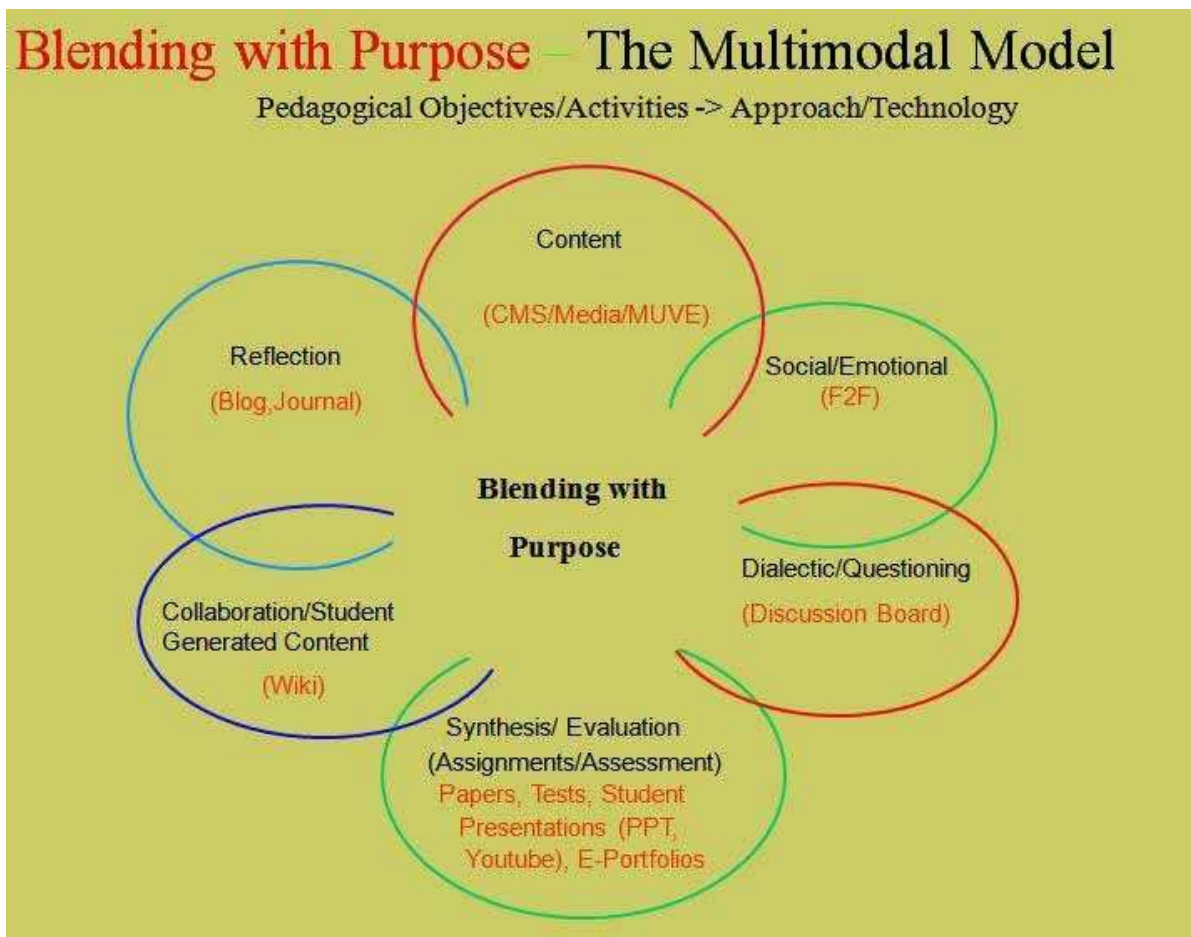 Blending with Purpose – The Multimodal Model
Pedagogical Objectives/Activities -> Approach/Technology
Content
(CMS/Media/MUVE)
Social/Emotional
(F2F)
Dialectic/Questioning
(Discussion Board)
Synthesis/ Evaluation
(Assignments/Assessment)
Papers, Tests, Student
Presentations (PPT,
Youtube), E-Portfolios
Collaboration/Student
Generated Content
(Wiki)
Reflection
(Blog,Journal)
Blending with
Purpose